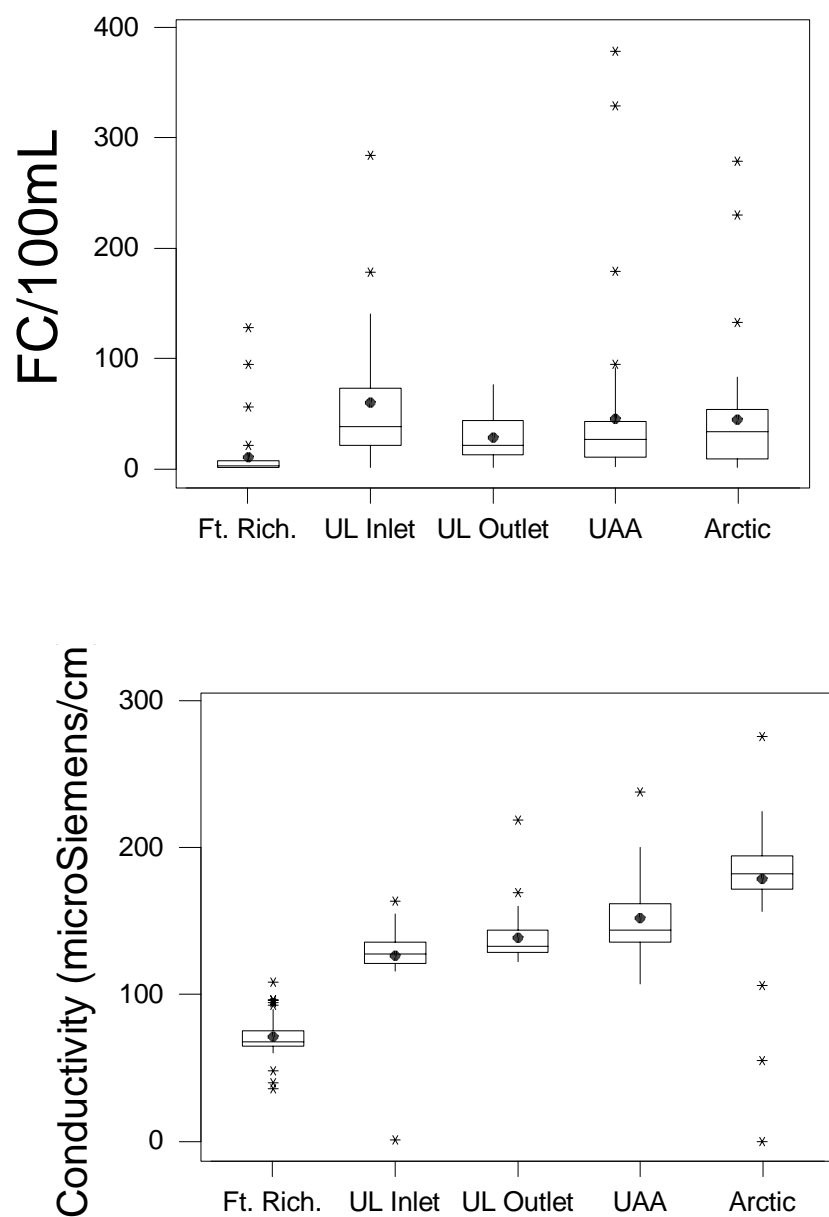 FC/100mL
400
300
200
100
0
Ft. Rich. UL Inlet UL Outlet UAA Arctic
Conductivity (microSiemens/cm
300
200
100
0
Ft. Rich. UL Inlet UL Outlet UAA Arctic